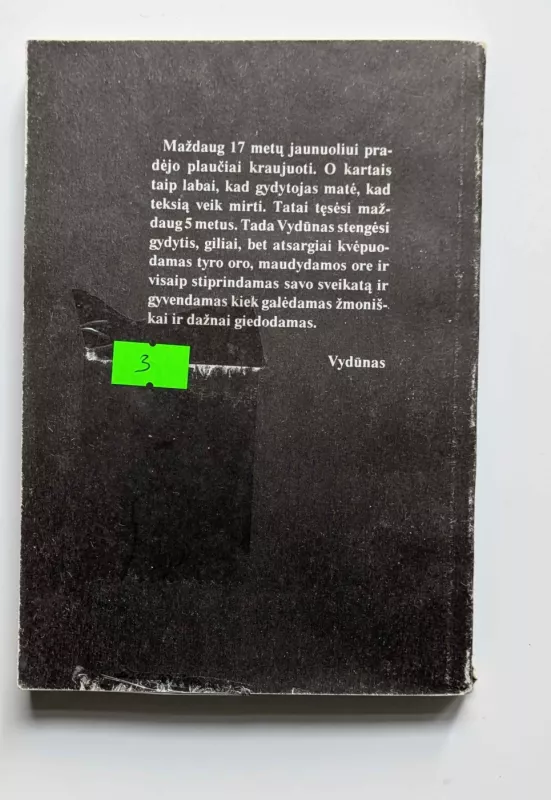 Maždaug 17 metų jaunuoliui pra-
dėjo plaučiai kraujuoti. O kartais
taip labai, kad gydytojas matė, kad
teksią veik mirti. Tatai tęsėsi maž-
daug 5 metus. Tada Vydūnas stengėsi
gydytis, giliai, bet atsargiai kvėpuo-
damas tyro oro, maudydamos ore ir
visaip stiprindamas savo sveikatą ir
gyvendamas kiek galėdamas žmoniš-
kai ir dažnai giedodamas.
Vydūnas
3